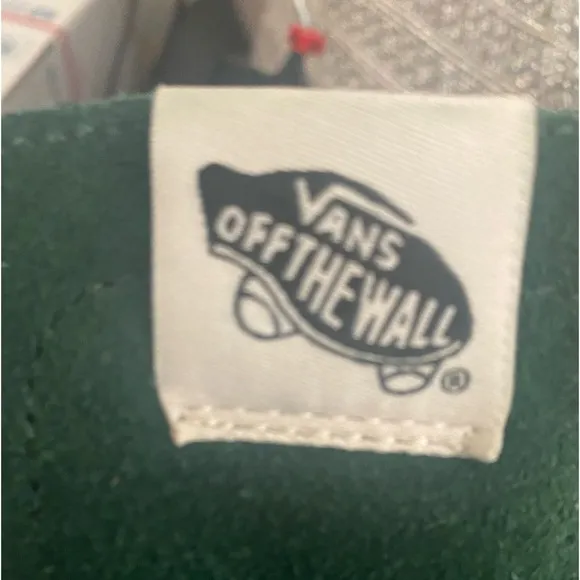 VANS
OFF THE WALL
®